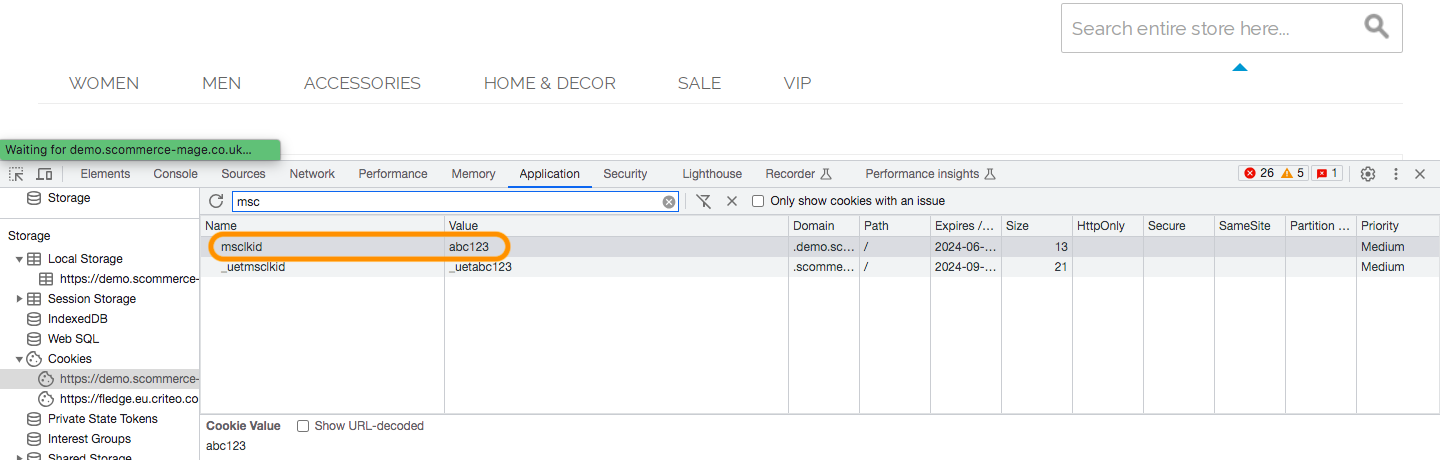 Search entire store here...
WOMEN MEN ACCESSORIES HOME & DECOR SALE VIP
Waiting for demo.scommerce-mage.co.uk...
Elements Console Sources Network Performance Memory Application Security Lighthouse Recorder Performance insights 26 5 1
Storage
msc
Only show cookies with an issue
Storage
Local Storage
https://demo.scommerce-
Session Storage
IndexedDB
Web SQL
Cookies
https://demo.scommerce-
https://fledge.eu.criteo.co
Private State Tokens
Interest Groups
Shared Storage
Name Value Domain Path Expires /... Size HttpOnly Secure SameSite Partition ... Priority
msclkid abc123 .demo.sc... / 2024-06-... 13 Medium
_uetmsclkid _uetabc123 .scomme... / 2024-09-... 21 Medium
Cookie Value Show URL-decoded
abc123